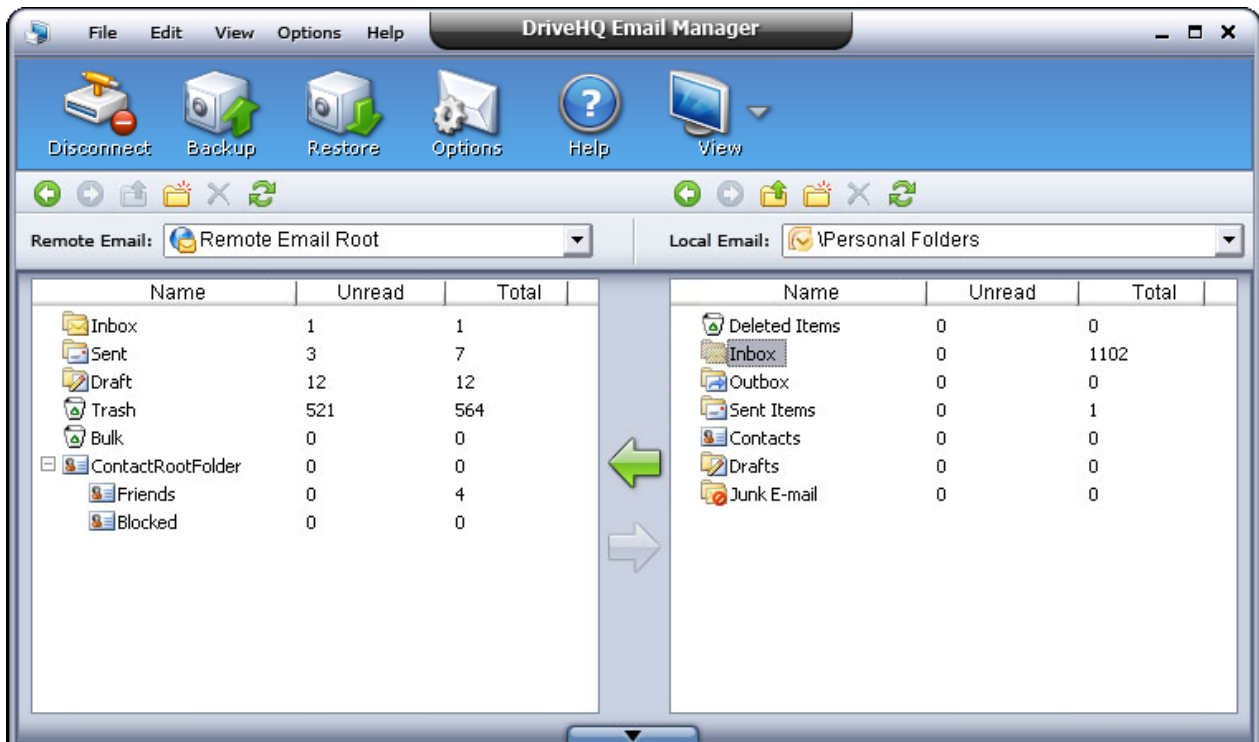 File Edit View Options Help DriveHQ Email Manager
Disconnect Backup Restore Options Help View
Remote Email: Remote Email Root Local Email: \Personal Folders
Name Unread Total Name Unread Total
Inbox 1 1 Deleted Items 0 0
Sent 3 7 Inbox 0 1102
Draft 12 12 Outbox 0 0
Trash 521 564 Sent Items 0 1
Bulk 0 0 Contacts 0 0
ContactRootFolder 0 0 Drafts 0 0
Friends 0 4 Junk E-mail 0 0
Blocked 0 0